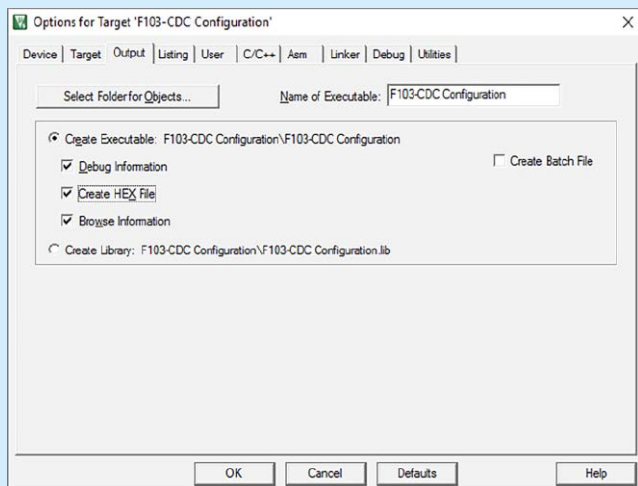 Options for Target 'F103-CDC Configuration'
Device Target Output Listing User C/C++ Asm Linker Debug Utilities
Select Folder for Objects... Name of Executable: F103-CDC Configuration
Create Executable: F103-CDC Configuration\F103-CDC Configuration
Debug Information Create Batch File
Create HEX File
Browse Information
Create Library: F103-CDC Configuration\F103-CDC Configuration.lib
OK Cancel Defaults Help